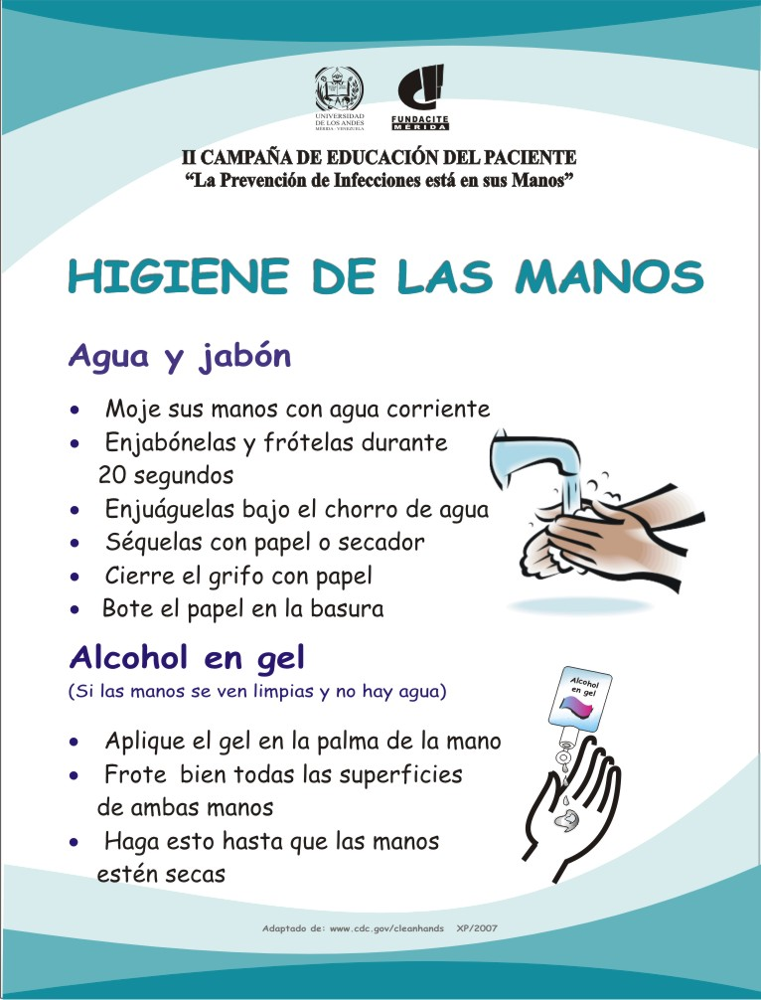 UNIVERSIDAD
DE LOS ANDES
MÉRIDA - VENEZUELA
FUNDACITE
MÉRIDA
II CAMPAÑA DE EDUCACIÓN DEL PACIENTE
“La Prevención de Infecciones está en sus Manos”
HIGIENE DE LAS MANOS
Agua y jabón
• Moje sus manos con agua corriente
• Enjabónelas y frótelas durante
20 segundos
• Enjuáguelas bajo el chorro de agua
• Séquelas con papel o secador
• Cierre el grifo con papel
• Bote el papel en la basura
Alcohol en gel
(Si las manos se ven limpias y no hay agua)
Alcohol
en gel
• Aplique el gel en la palma de la mano
• Frote bien todas las superficies
de ambas manos
• Haga esto hasta que las manos
estén secas
Adaptado de: www.cdc.gov/cleanhands XP/2007